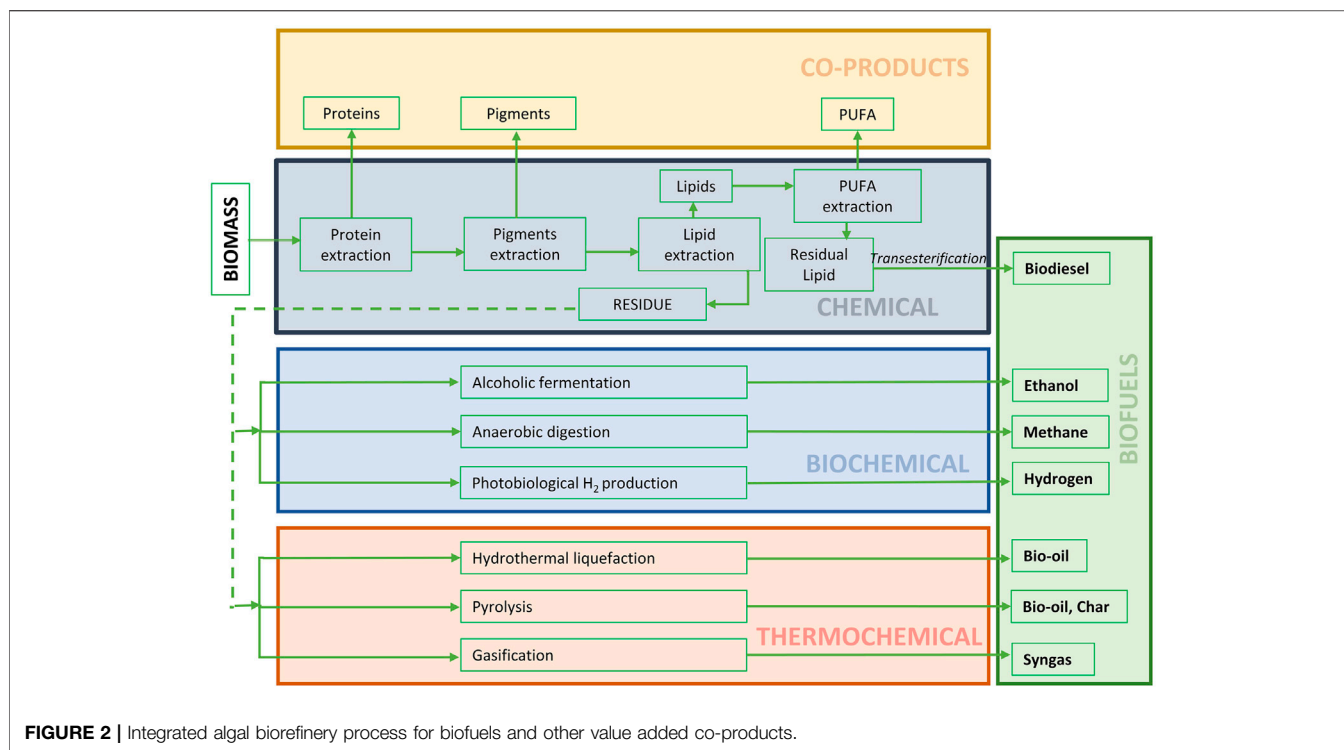 CO-PRODUCTS
Proteins
Pigments
PUFA
BIOMASS
Protein
extraction
Pigments
extraction
Lipids
Lipid
extraction
PUFA
extraction
Residual
Lipid
Transesterification
Biodiesel
RESIDUE
CHEMICAL
Alcoholic fermentation
Ethanol
Anaerobic digestion
Methane
BIOCHEMICAL
Photobiological H₂ production
Hydrogen
BIOFUELS
Hydrothermal liquefaction
Bio-oil
Pyrolysis
Bio-oil, Char
THERMOCHEMICAL
Gasification
Syngas
FIGURE 2 | Integrated algal biorefinery process for biofuels and other value added co-products.